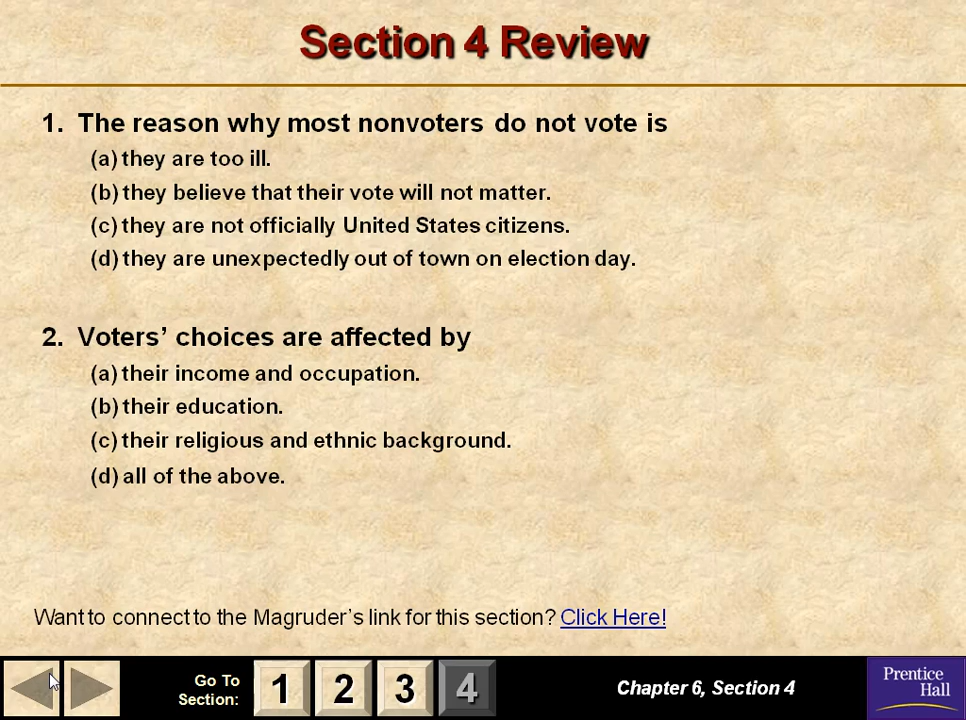 Section 4 Review
1. The reason why most nonvoters do not vote is
(a) they are too ill.
(b) they believe that their vote will not matter.
(c) they are not officially United States citizens.
(d) they are unexpectedly out of town on election day.
2. Voters’ choices are affected by
(a) their income and occupation.
(b) their education.
(c) their religious and ethnic background.
(d) all of the above.
Want to connect to the Magruder’s link for this section? Click Here!
Go To
Section:
1 2 3 4
Chapter 6, Section 4
Prentice
Hall